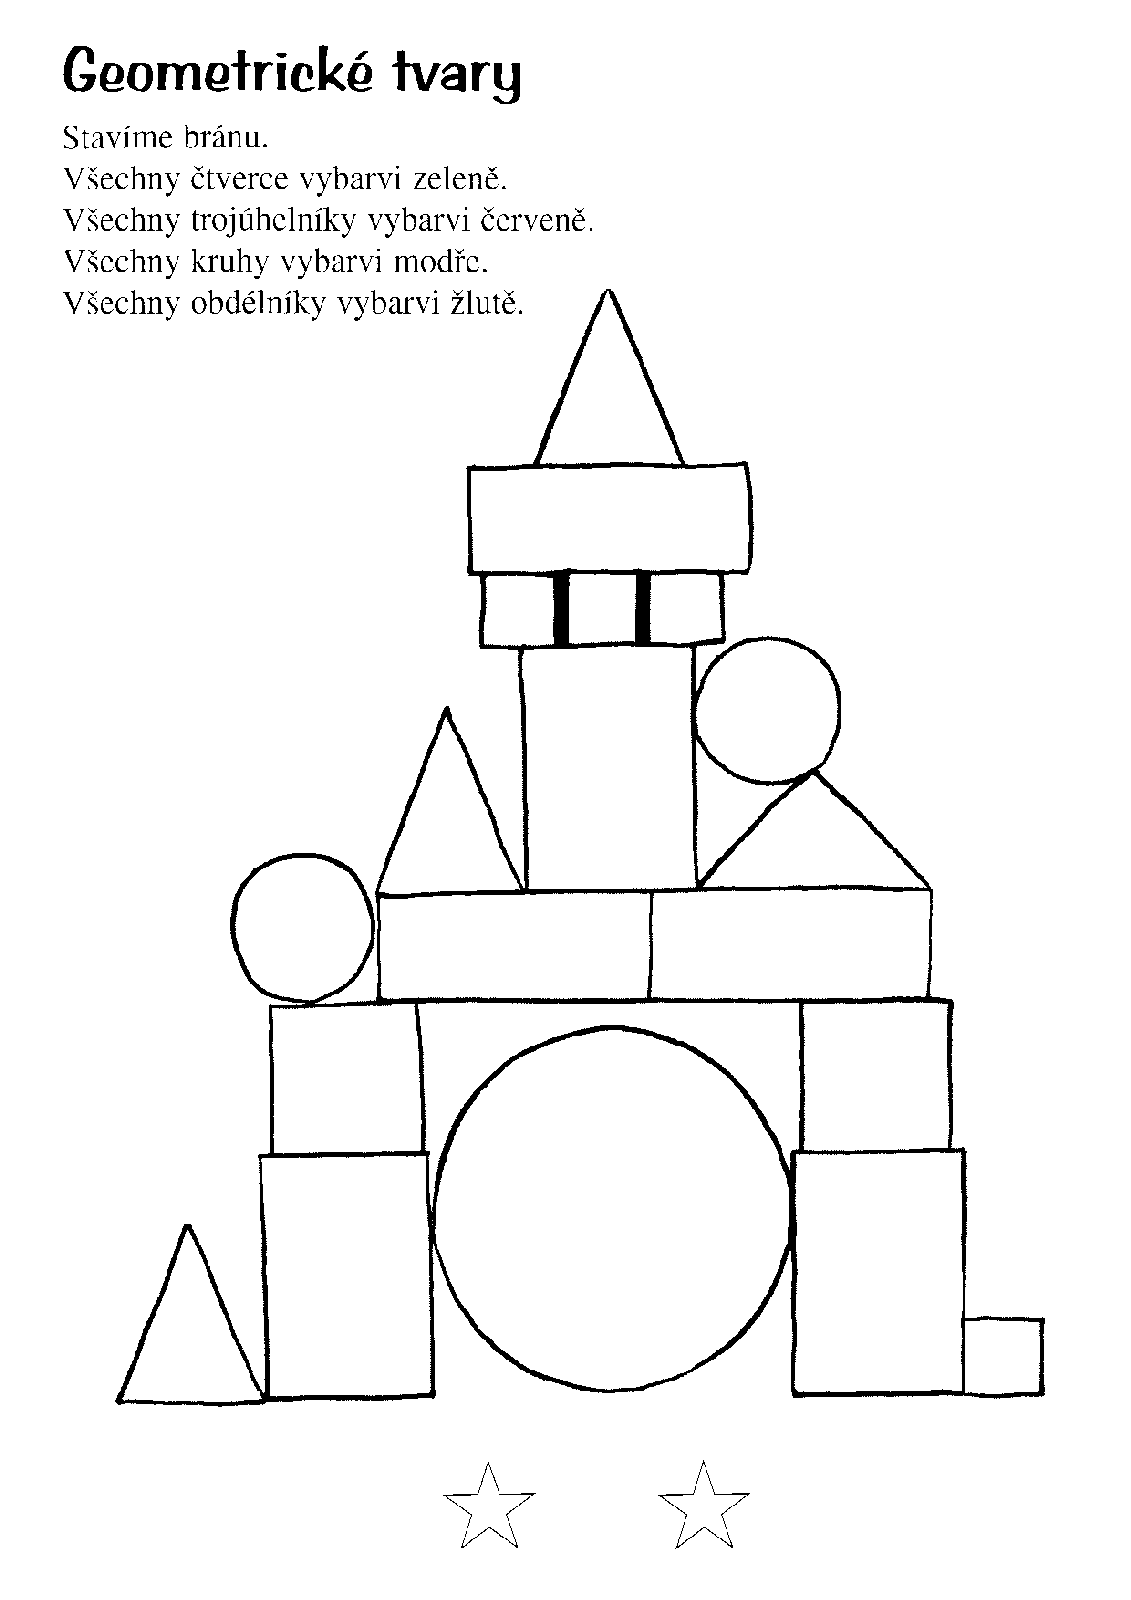 Geometrické tvary
Stavíme bránu.
Všechny čtverce vybarvi zeleně.
Všechny trojúhelníky vybarvi červeně.
Všechny kruhy vybarvi modře.
Všechny obdélníky vybarvi žlutě.